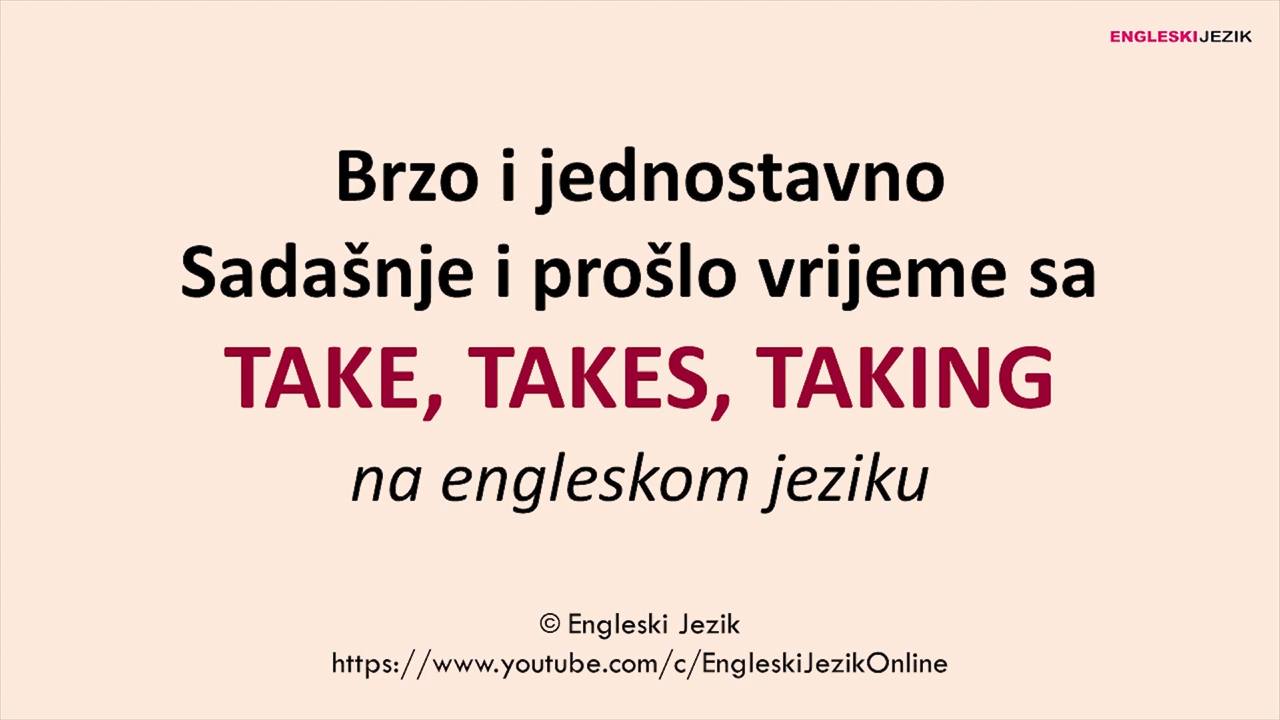 ENGLESKIJEZIK
Brzo i jednostavno
Sadašnje i prošlo vrijeme sa
TAKE, TAKES, TAKING
na engleskom jeziku
© Engleski Jezik
https://www.youtube.com/c/EngleskiJezikOnline